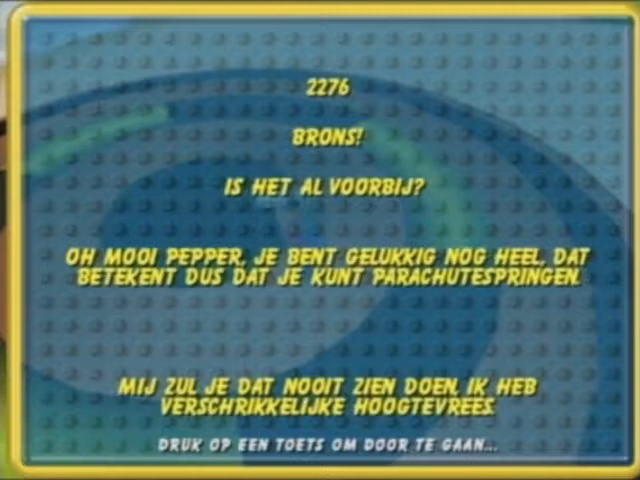 2276
BRONS!
IS HET AL VOORBIJ?
OH MOOI PEPPER, JE BENT GELUKKIG NOG HEEL, DAT
BETEKENT DUS DAT JE KUNT PARACHUTESPRINGEN.
MIJ ZUL JE DAT NOOIT ZIEN DOEN, IK HEB
VERSCHRIKKELIJKE HOOGTEVREES.
DRUK OP EEN TOETS OM DOOR TE GAAN...